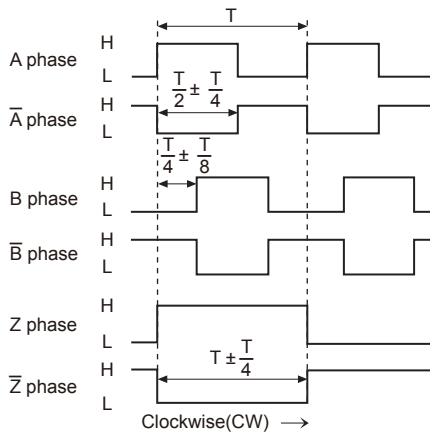 T
H
A phase
L
H
T/2 ± T/4
A̅ phase
L
T/4 ± T/8
H
B phase
L
H
B̅ phase
L
H
Z phase
L
T ± T/4
H
Z̅ phase
L
Clockwise(CW) →